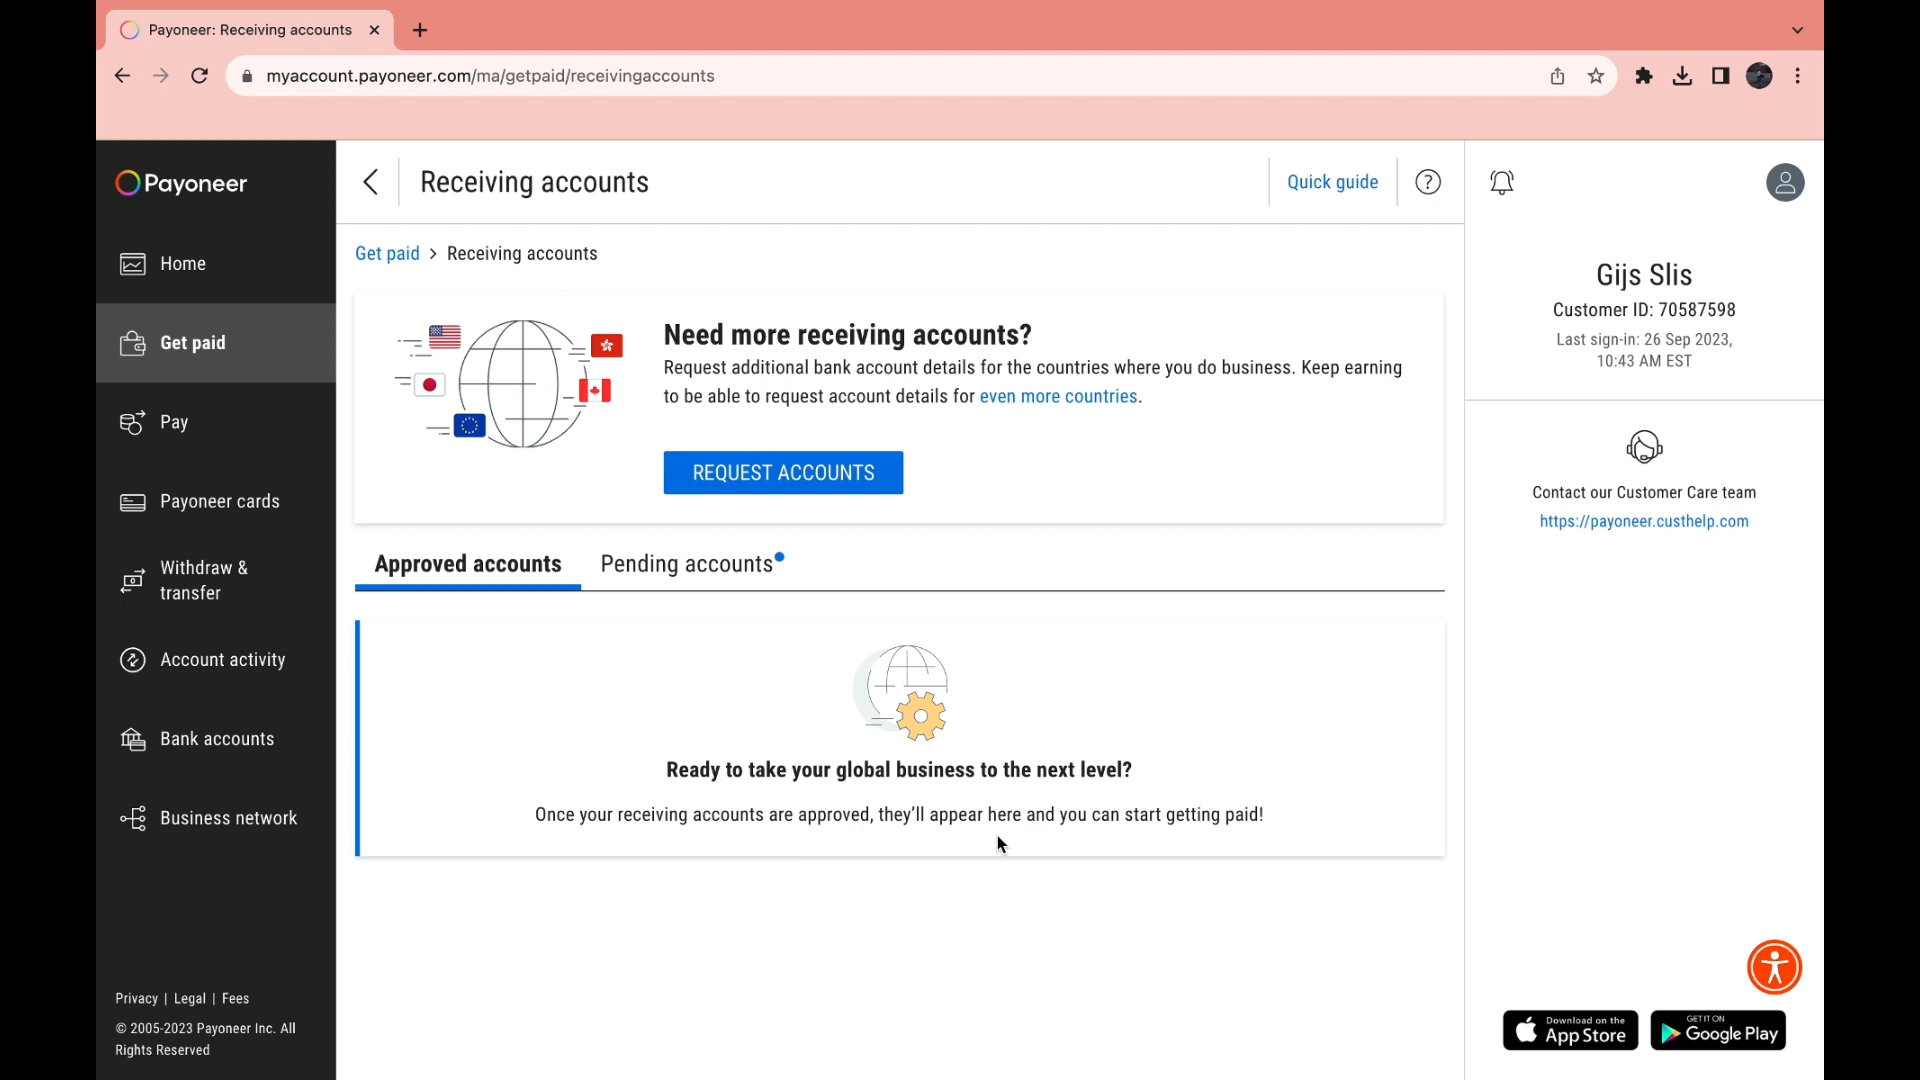 Payoneer: Receiving accounts
myaccount.payoneer.com/ma/getpaid/receivingaccounts
Payoneer
Home
Get paid
Pay
Payoneer cards
Withdraw &
transfer
Account activity
Bank accounts
Business network
Privacy | Legal | Fees
© 2005-2023 Payoneer Inc. All
Rights Reserved
Receiving accounts
Quick guide
?
Get paid > Receiving accounts
Need more receiving accounts?
Request additional bank account details for the countries where you do business. Keep earning
to be able to request account details for even more countries.
REQUEST ACCOUNTS
Approved accounts
Pending accounts
Ready to take your global business to the next level?
Once your receiving accounts are approved, they'll appear here and you can start getting paid!
Gijs Slis
Customer ID: 70587598
Last sign-in: 26 Sep 2023,
10:43 AM EST
Contact our Customer Care team
https://payoneer.custhelp.com
Download on the
App Store
GET IT ON
Google Play